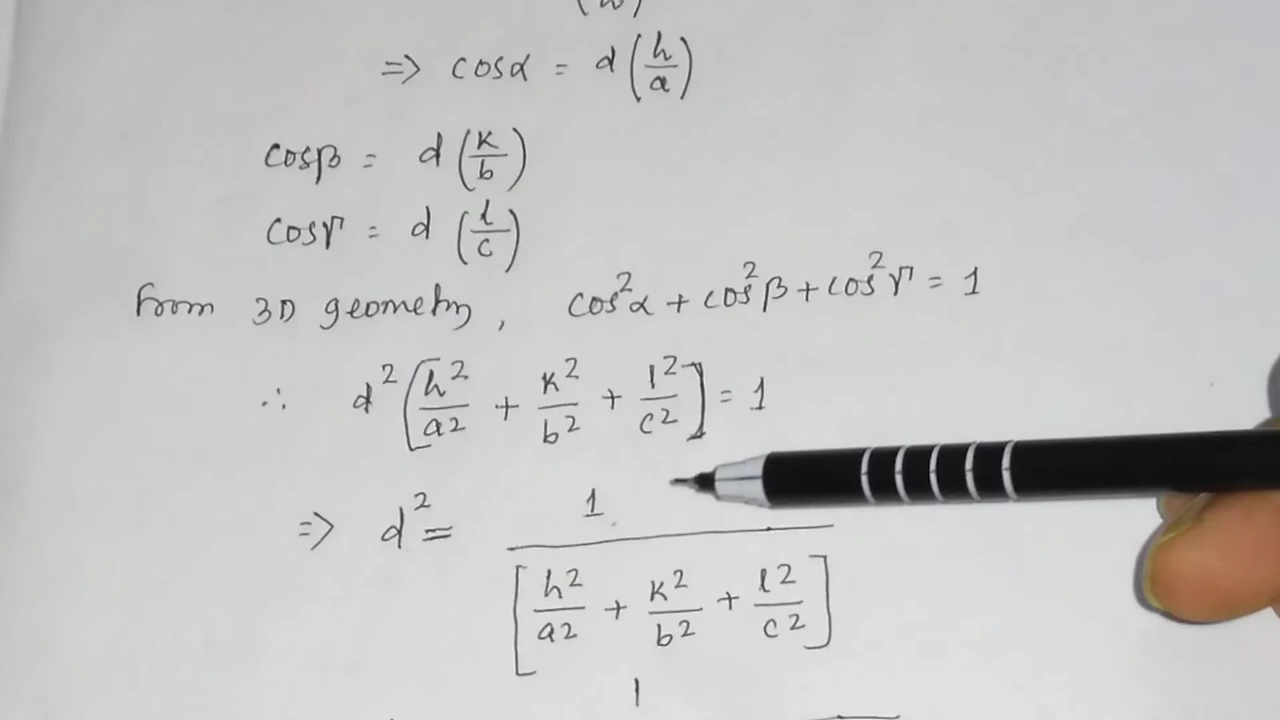 => cosα = d(h/a)
cosβ = d(k/b)
cosγ = d(l/c)
From 3D geometry, cos²α + cos²β + cos²γ = 1
∴ d²[h²/a² + k²/b² + l²/c²] = 1
=> d² = 1/[h²/a² + k²/b² + l²/c²]
1